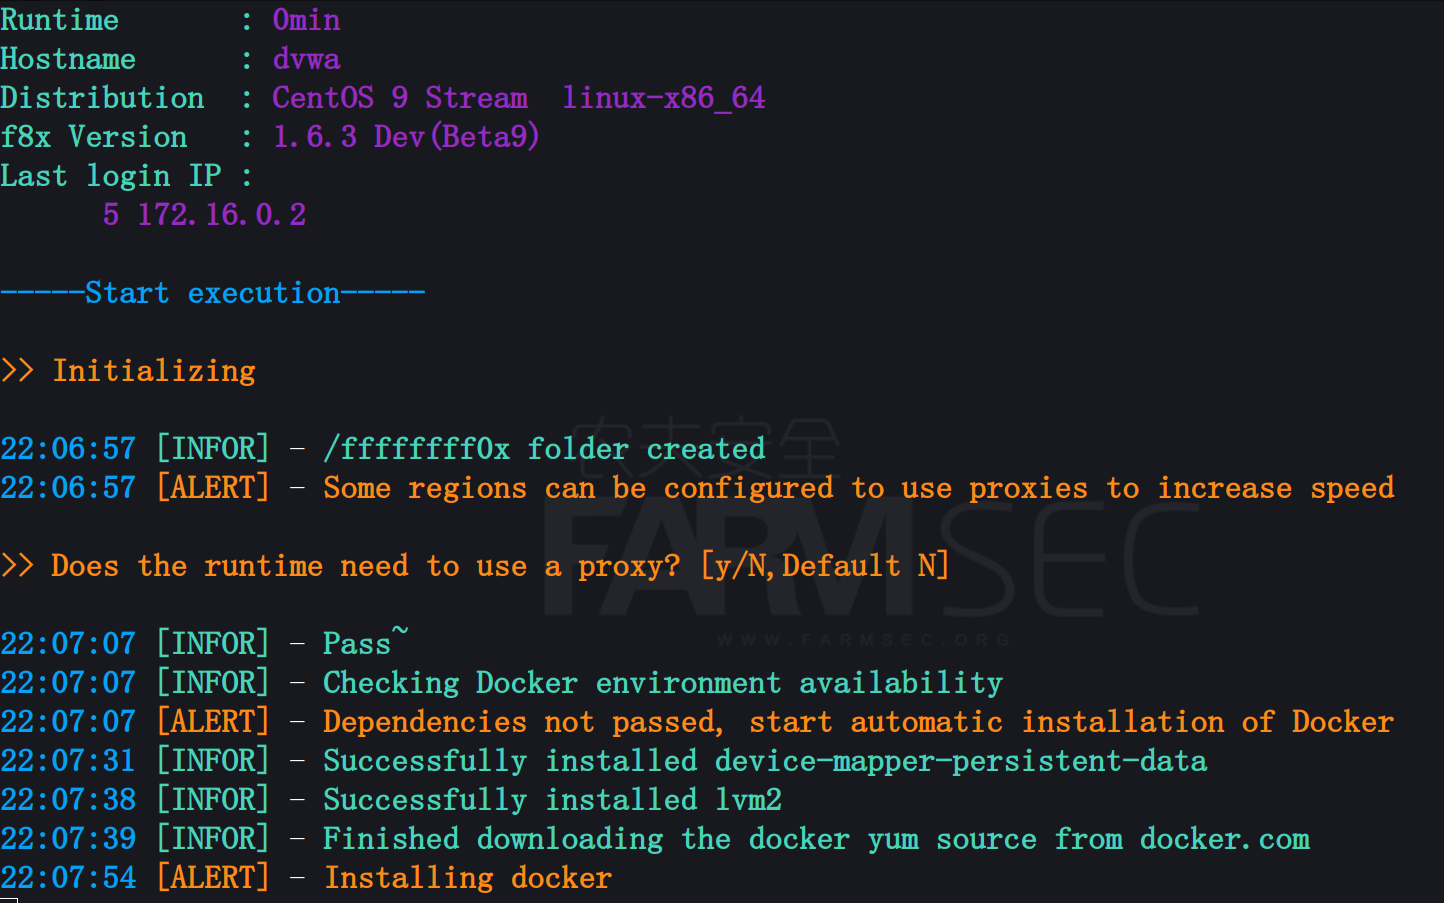 Runtime       : 0min
Hostname      : dvwa
Distribution  : CentOS 9 Stream  linux-x86_64
f8x Version   : 1.6.3 Dev(Beta9)
Last login IP :
      5 172.16.0.2
-----Start execution-----
>> Initializing
农夫安全
22:06:57 [INFOR] - /ffffffff0x folder created
22:06:57 [ALERT] - Some regions can be configured to use proxies to increase speed
FARMSEC
>> Does the runtime need to use a proxy? [y/N,Default N]
WWW.FARMSEC.ORG
22:07:07 [INFOR] - Pass~
22:07:07 [INFOR] - Checking Docker environment availability
22:07:07 [ALERT] - Dependencies not passed, start automatic installation of Docker
22:07:31 [INFOR] - Successfully installed device-mapper-persistent-data
22:07:38 [INFOR] - Successfully installed lvm2
22:07:39 [INFOR] - Finished downloading the docker yum source from docker.com
22:07:54 [ALERT] - Installing docker